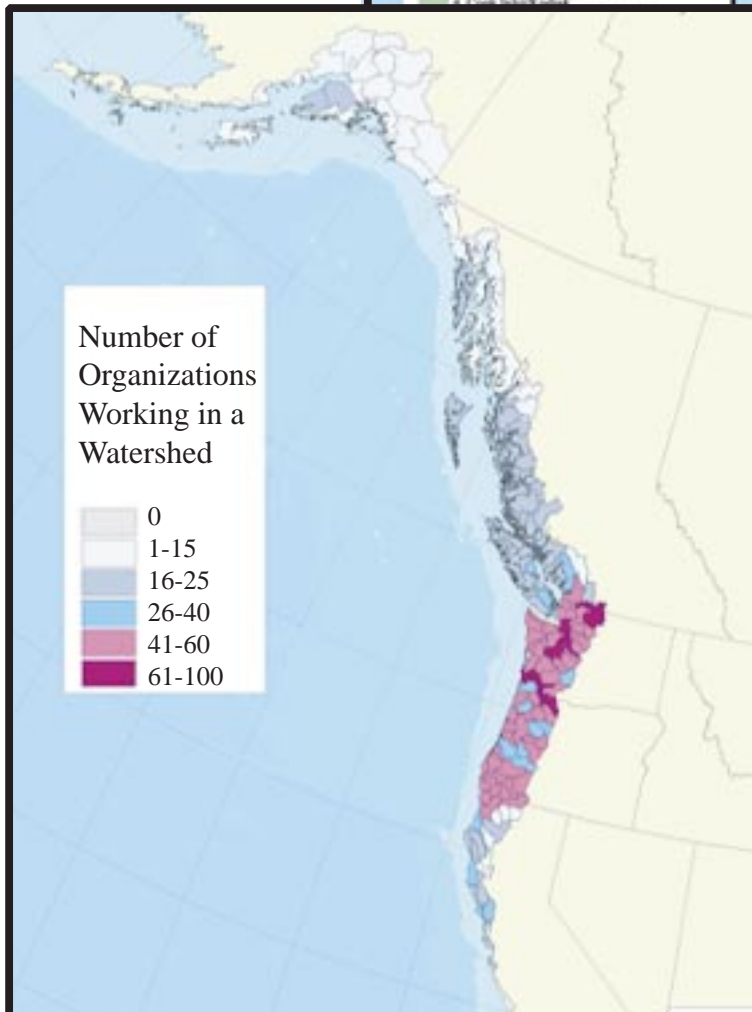 Number of
Organizations
Working in a
Watershed
0
1-15
16-25
26-40
41-60
61-100